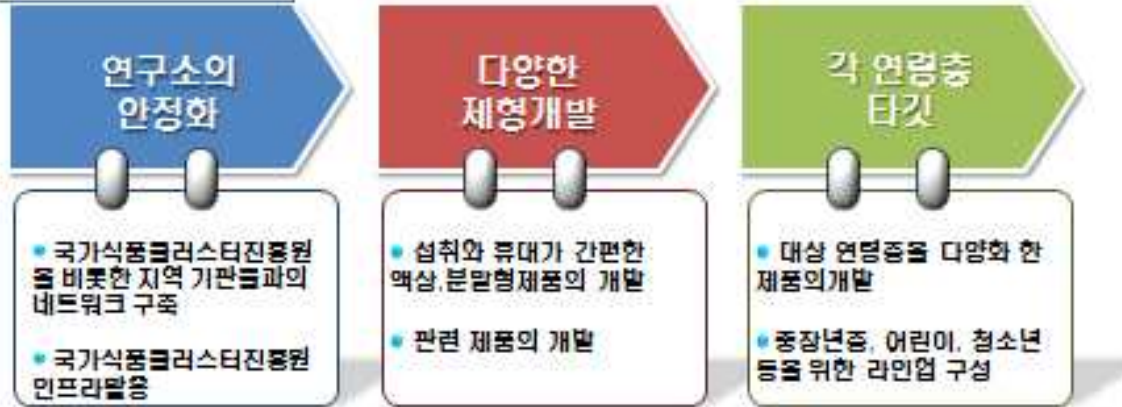 연구소의
안정화
국가식품클러스터진흥원
을 비롯한 지역 기관들과의
네트워크 구축
국가식품클러스터진흥원
인프라활용
다양한
제형개발
섭취와 휴대가 간편한
액상,분말형제품의 개발
관련 제품의 개발
각 연령층
타깃
대상 연령층을 다양화 한
제품의개발
중장년층, 어린이, 청소년
등을 위한 라인업 구성